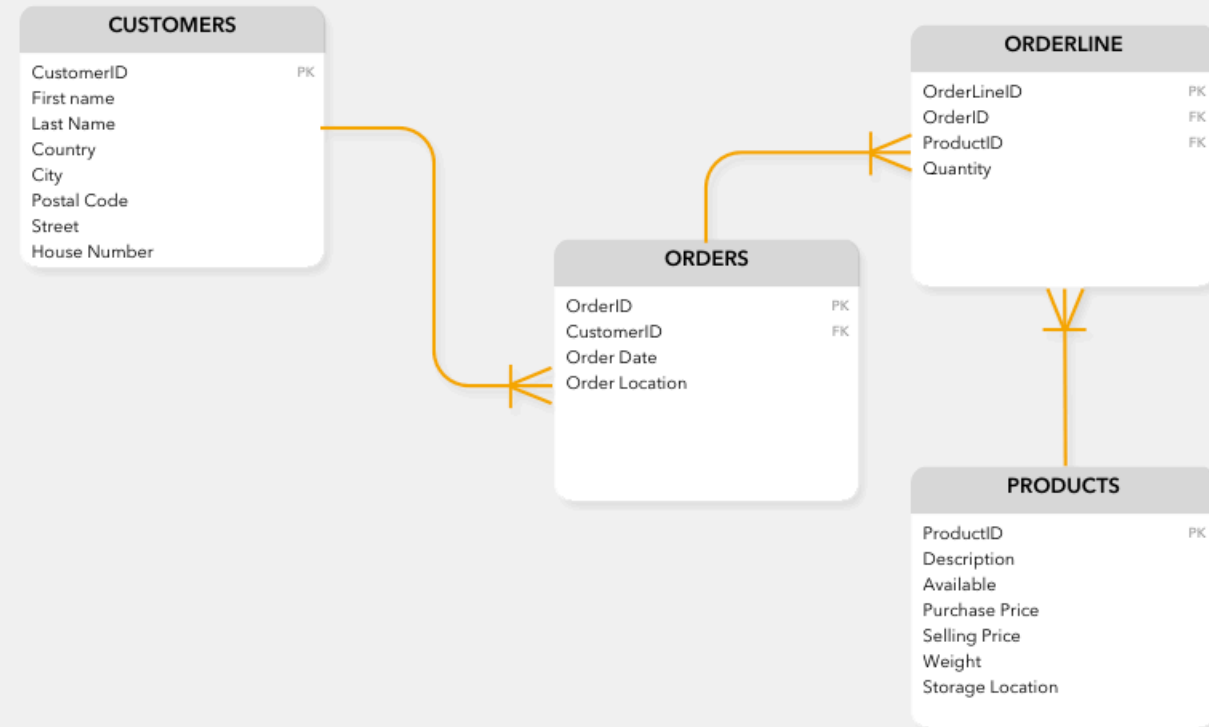 CUSTOMERS
CustomerID PK
First name
Last Name
Country
City
Postal Code
Street
House Number
ORDERS
OrderID PK
CustomerID FK
Order Date
Order Location
ORDERLINE
OrderLineID PK
OrderID FK
ProductID FK
Quantity
PRODUCTS
ProductID PK
Description
Available
Purchase Price
Selling Price
Weight
Storage Location